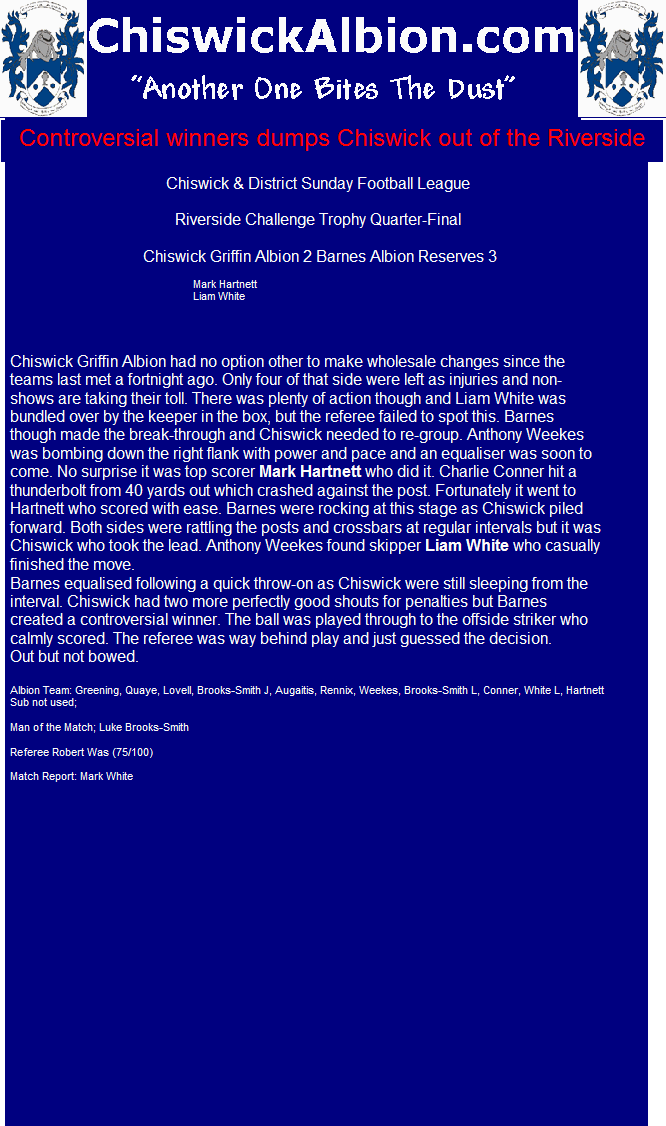 ChiswickAlbion.com
"Another One Bites The Dust"
Controversial winners dumps Chiswick out of the Riverside
Chiswick & District Sunday Football League
Riverside Challenge Trophy Quarter-Final
Chiswick Griffin Albion 2 Barnes Albion Reserves 3
Mark Hartnett
Liam White
Chiswick Griffin Albion had no option other to make wholesale changes since the
teams last met a fortnight ago. Only four of that side were left as injuries and non-
shows are taking their toll. There was plenty of action though and Liam White was
bundled over by the keeper in the box, but the referee failed to spot this. Barnes
though made the break-through and Chiswick needed to re-group. Anthony Weekes
was bombing down the right flank with power and pace and an equaliser was soon to
come. No surprise it was top scorer Mark Hartnett who did it. Charlie Conner hit a
thunderbolt from 40 yards out which crashed against the post. Fortunately it went to
Hartnett who scored with ease. Barnes were rocking at this stage as Chiswick piled
forward. Both sides were rattling the posts and crossbars at regular intervals but it was
Chiswick who took the lead. Anthony Weekes found skipper Liam White who casually
finished the move.
Barnes equalised following a quick throw-on as Chiswick were still sleeping from the
interval. Chiswick had two more perfectly good shouts for penalties but Barnes
created a controversial winner. The ball was played through to the offside striker who
calmly scored. The referee was way behind play and just guessed the decision.
Out but not bowed.
Albion Team: Greening, Quaye, Lovell, Brooks-Smith J, Augaitis, Rennix, Weekes, Brooks-Smith L, Conner, White L, Hartnett
Sub not used;
Man of the Match; Luke Brooks-Smith
Referee Robert Was (75/100)
Match Report: Mark White